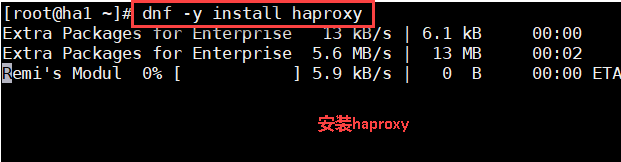 [root@ha1 ~]# dnf -y install haproxy
Extra Packages for Enterprise   13 kB/s | 6.1 kB     00:00
Extra Packages for Enterprise  5.6 MB/s |  13 MB     00:02
Remi's Modul  0% [          ] 5.9 kB/s |   0  B     00:00 ETA
安装haproxy